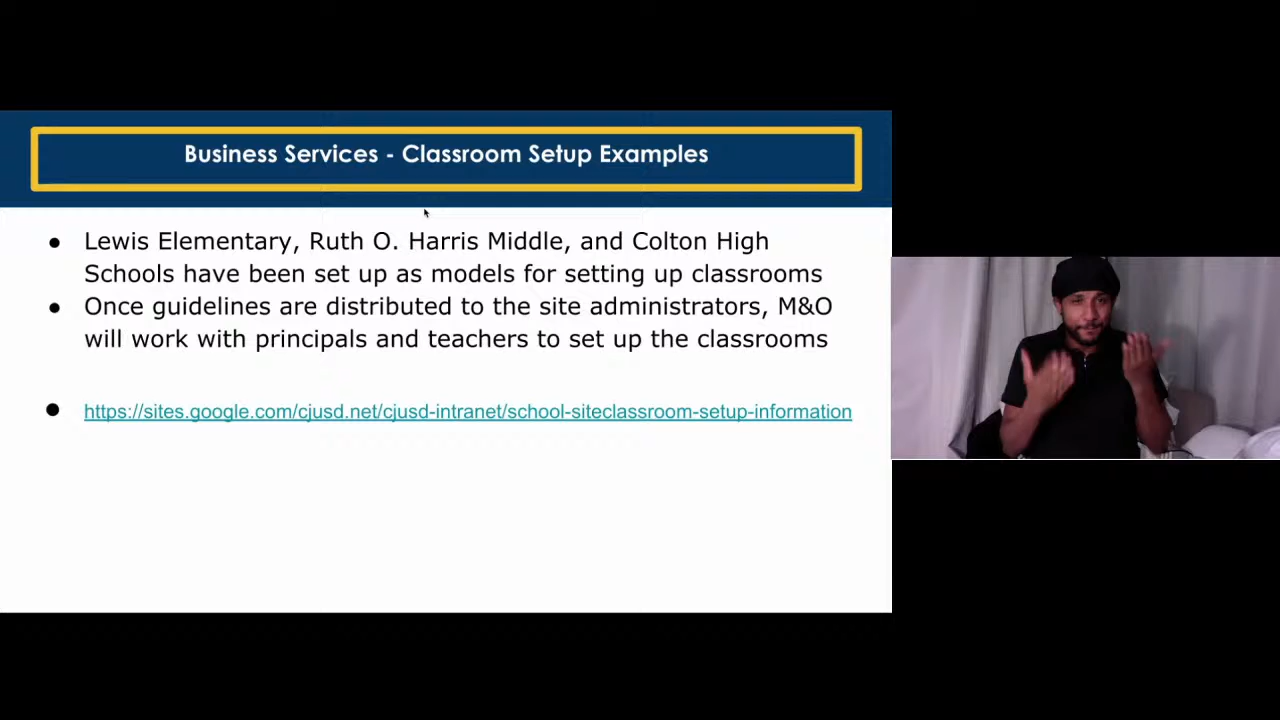 Business Services - Classroom Setup Examples
● Lewis Elementary, Ruth O. Harris Middle, and Colton High
Schools have been set up as models for setting up classrooms
● Once guidelines are distributed to the site administrators, M&O
will work with principals and teachers to set up the classrooms
● https://sites.google.com/cjusd.net/cjusd-intranet/school-siteclassroom-setup-information